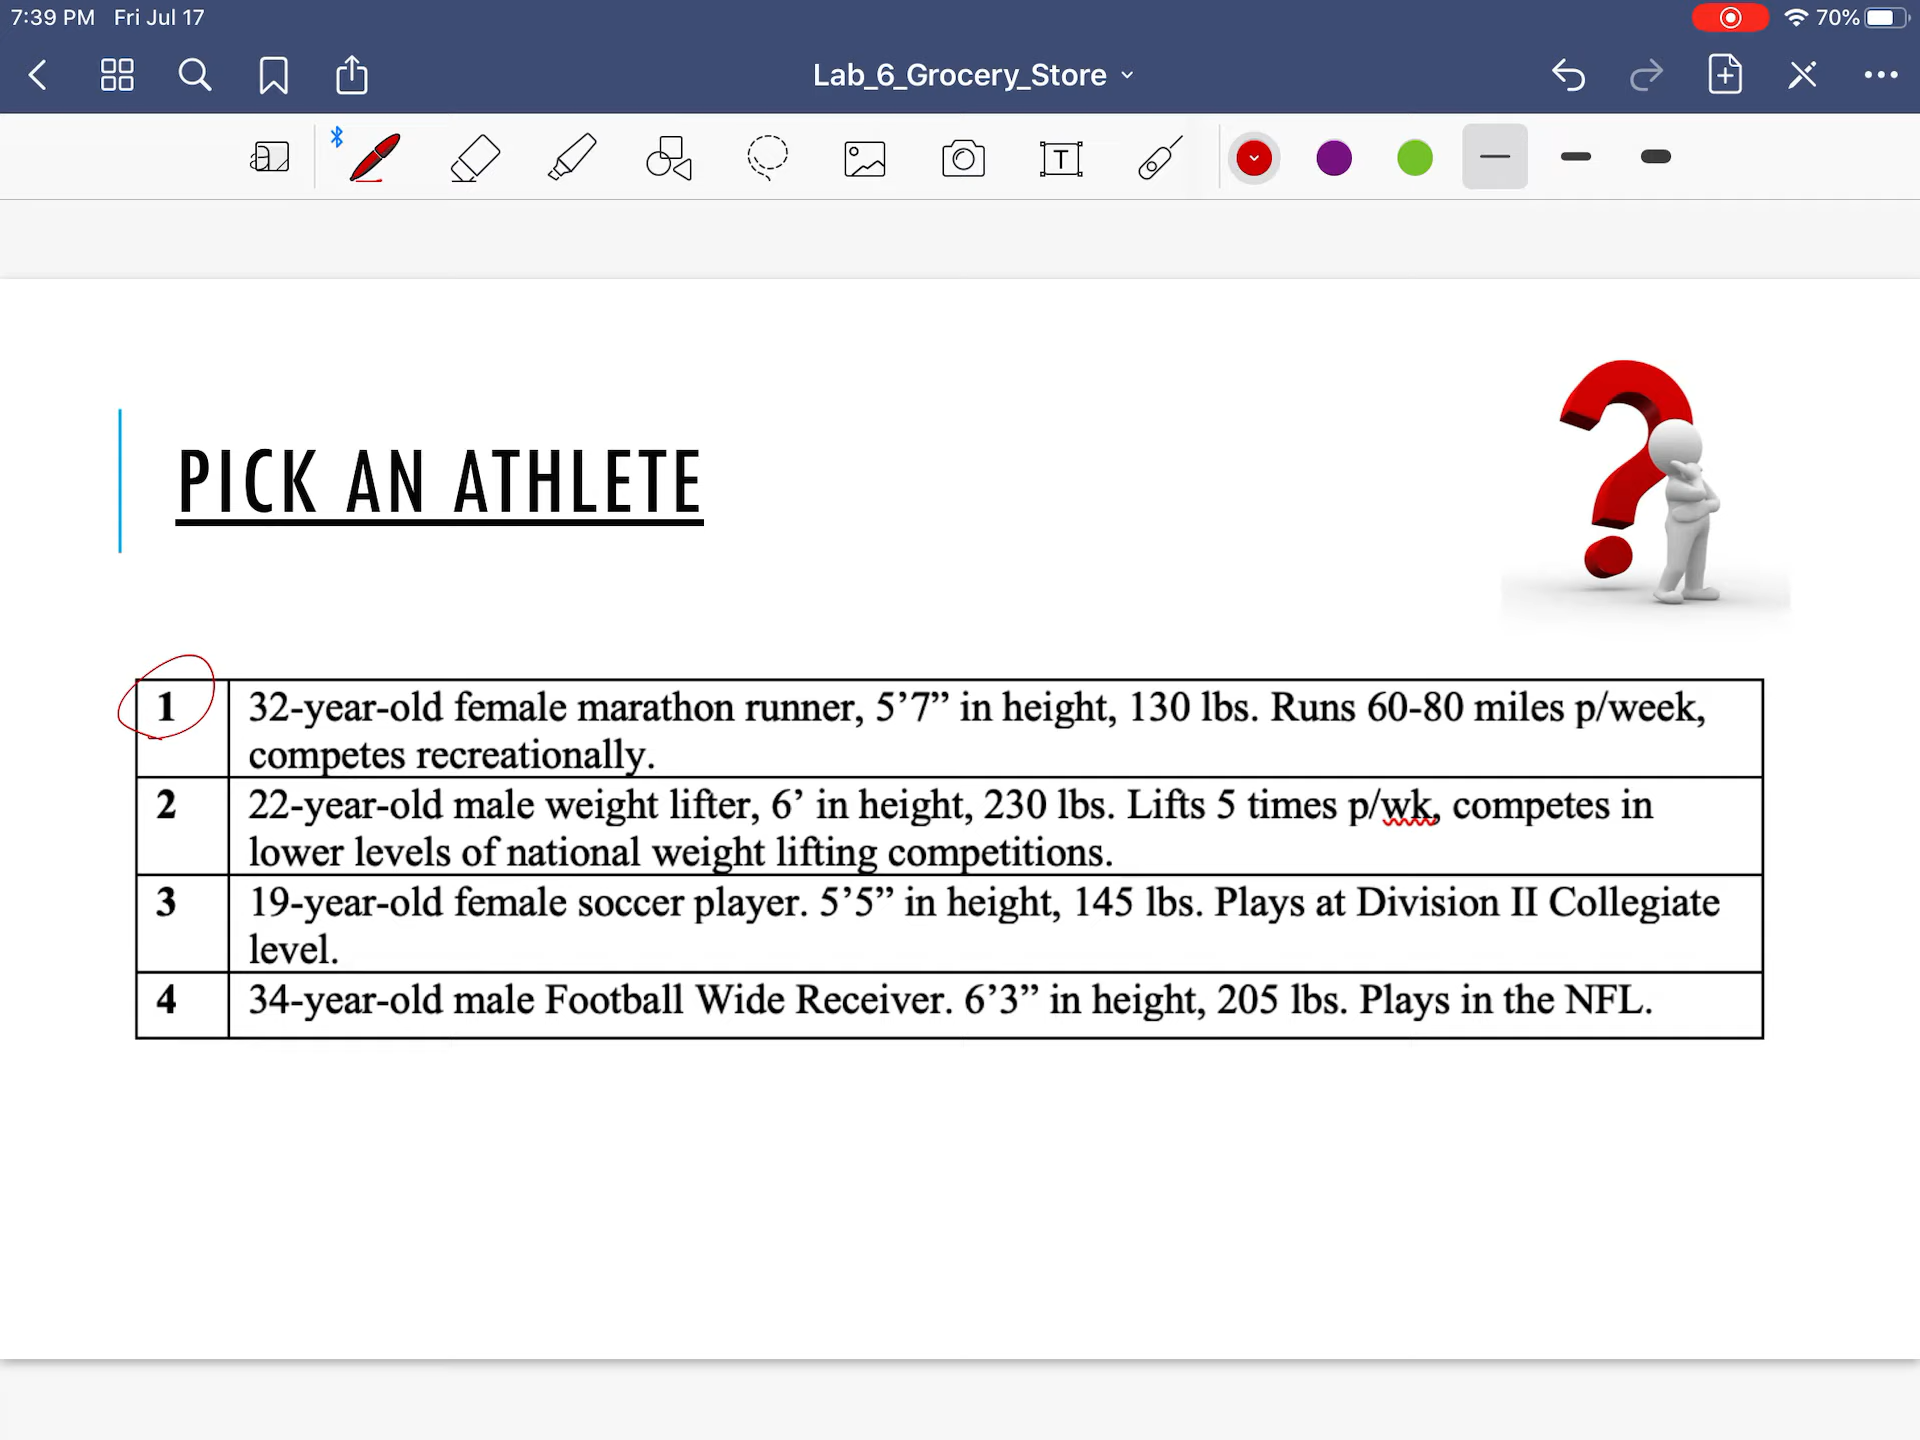 7:39 PM Fri Jul 17
70%
Lab_6_Grocery_Store
PICK AN ATHLETE
1 32-year-old female marathon runner, 5’7” in height, 130 lbs. Runs 60-80 miles p/week,
competes recreationally.
2 22-year-old male weight lifter, 6’ in height, 230 lbs. Lifts 5 times p/wk, competes in
lower levels of national weight lifting competitions.
3 19-year-old female soccer player. 5’5” in height, 145 lbs. Plays at Division II Collegiate
level.
4 34-year-old male Football Wide Receiver. 6’3” in height, 205 lbs. Plays in the NFL.